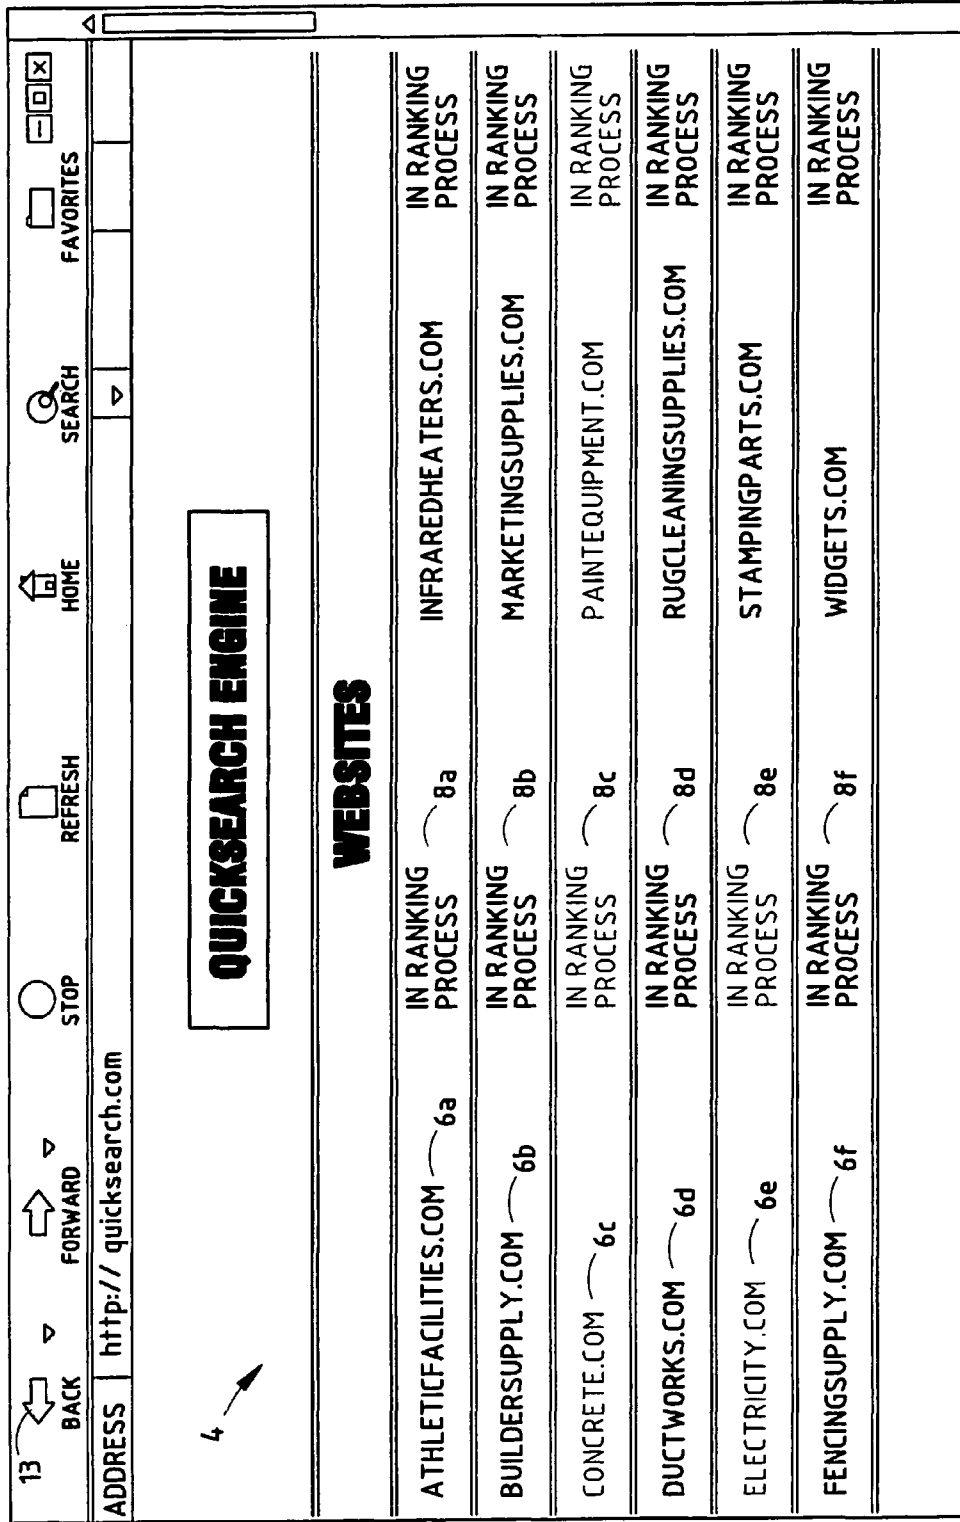 13
BACK FORWARD STOP REFRESH HOME SEARCH FAVORITES
ADDRESS http:// quicksearch.com
4
QUICKSEARCH ENGINE
WEBSITES
ATHLETICFACILITIES.COM 6a IN RANKING PROCESS 8a INFRAREDHEATERS.COM IN RANKING PROCESS
BUILDERSUPPLY.COM 6b IN RANKING PROCESS 8b MARKETINGSUPPLIES.COM IN RANKING PROCESS
CONCRETE.COM 6c IN RANKING PROCESS 8c PAINTEQUIPMENT.COM IN RANKING PROCESS
DUCTWORKS.COM 6d IN RANKING PROCESS 8d RUGCLEANINGSUPPLIES.COM IN RANKING PROCESS
ELECTRICITY.COM 6e IN RANKING PROCESS 8e STAMPINGPARTS.COM IN RANKING PROCESS
FENCINGSUPPLY.COM 6f IN RANKING PROCESS 8f WIDGETS.COM IN RANKING PROCESS